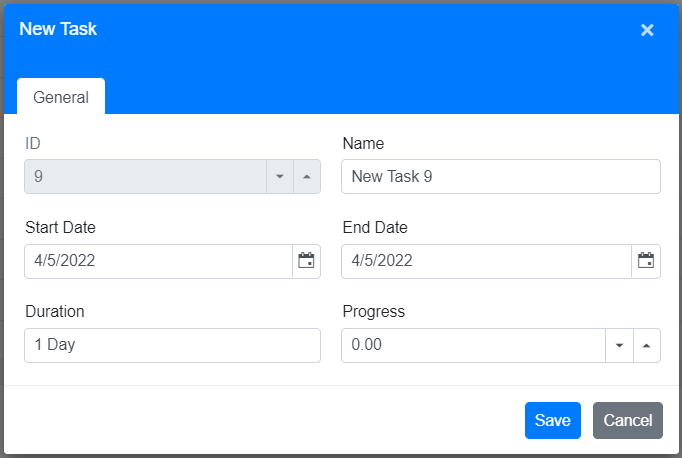 New Task
General
ID
Name
9
New Task 9
Start Date
End Date
4/5/2022
4/5/2022
Duration
Progress
1 Day
0.00
Save
Cancel